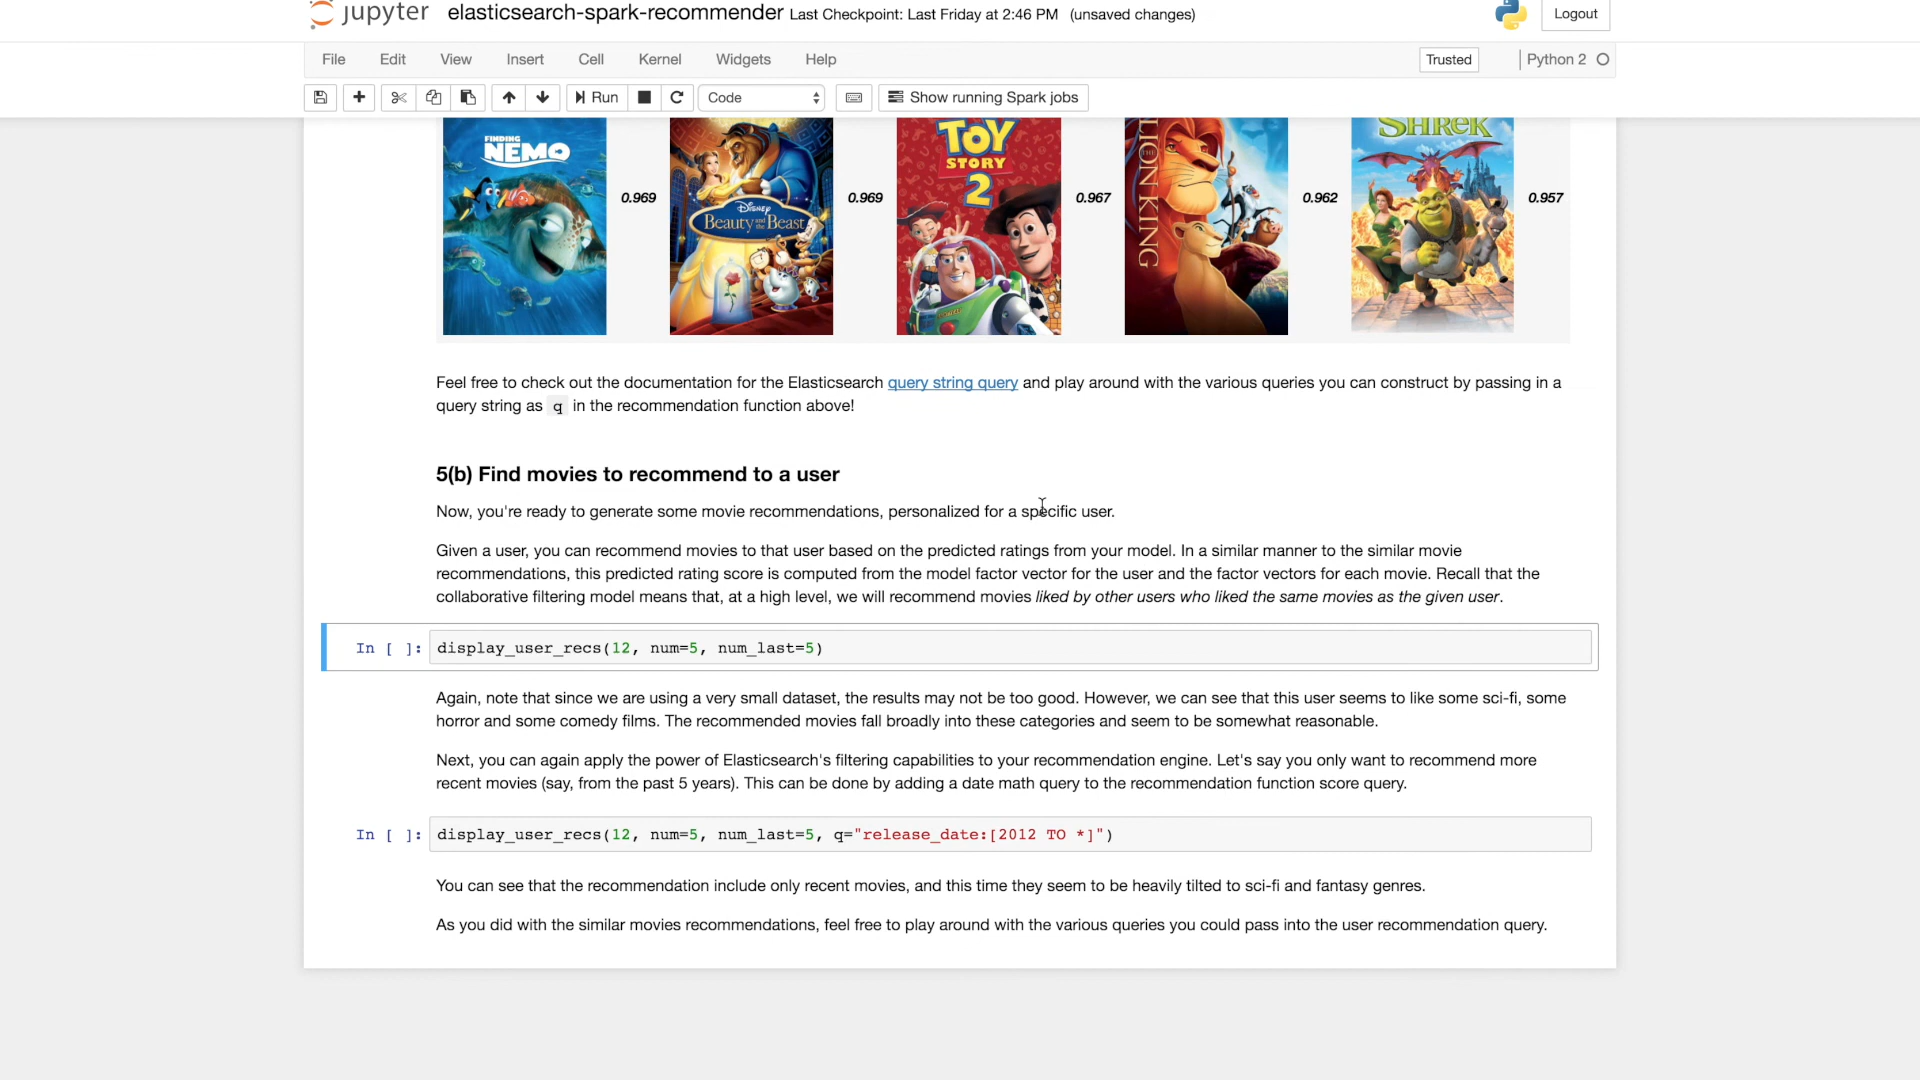 jupyter elasticsearch-spark-recommender Last Checkpoint: Last Friday at 2:46 PM (unsaved changes) Logout
File Edit View Insert Cell Kernel Widgets Help Trusted Python 2
Run Code Show running Spark jobs
FINDING
NEMO
0.969
DISNEY
Beauty and the Beast
0.969
TOY
STORY
2
0.967
THE
LION KING
0.962
SHREK
0.957
Feel free to check out the documentation for the Elasticsearch query string query and play around with the various queries you can construct by passing in a
query string as q in the recommendation function above!
5(b) Find movies to recommend to a user
Now, you're ready to generate some movie recommendations, personalized for a specific user.
Given a user, you can recommend movies to that user based on the predicted ratings from your model. In a similar manner to the similar movie
recommendations, this predicted rating score is computed from the model factor vector for the user and the factor vectors for each movie. Recall that the
collaborative filtering model means that, at a high level, we will recommend movies liked by other users who liked the same movies as the given user.
In [ ]: display_user_recs(12, num=5, num_last=5)
Again, note that since we are using a very small dataset, the results may not be too good. However, we can see that this user seems to like some sci-fi, some
horror and some comedy films. The recommended movies fall broadly into these categories and seem to be somewhat reasonable.
Next, you can again apply the power of Elasticsearch's filtering capabilities to your recommendation engine. Let's say you only want to recommend more
recent movies (say, from the past 5 years). This can be done by adding a date math query to the recommendation function score query.
In [ ]: display_user_recs(12, num=5, num_last=5, q="release_date:[2012 TO *]")
You can see that the recommendation include only recent movies, and this time they seem to be heavily tilted to sci-fi and fantasy genres.
As you did with the similar movies recommendations, feel free to play around with the various queries you could pass into the user recommendation query.